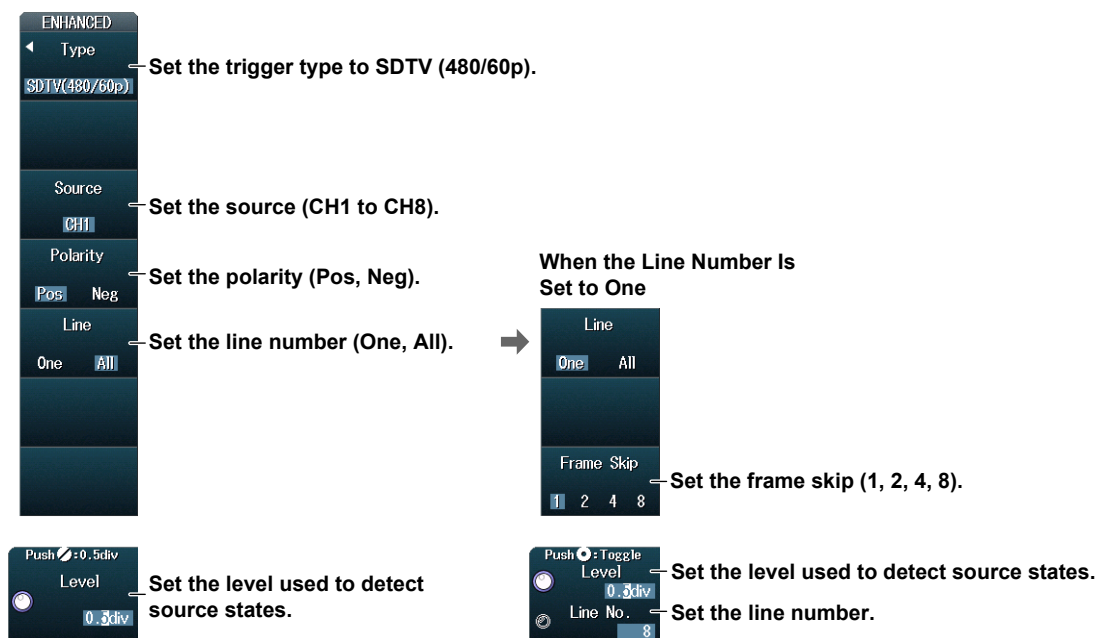 ENHANCED
Type
SDTV(480/60p)
Set the trigger type to SDTV (480/60p).
Source
CH1
Set the source (CH1 to CH8).
Polarity
Pos Neg
Set the polarity (Pos, Neg).
Line
One All
Set the line number (One, All).
When the Line Number Is
Set to One
Line
One All
Frame Skip
1 2 4 8
Set the frame skip (1, 2, 4, 8).
Push :0.5div
Level
0.5div
Set the level used to detect
source states.
Push :Toggle
Level
0.5div
Set the level used to detect source states.
Line No.
8
Set the line number.